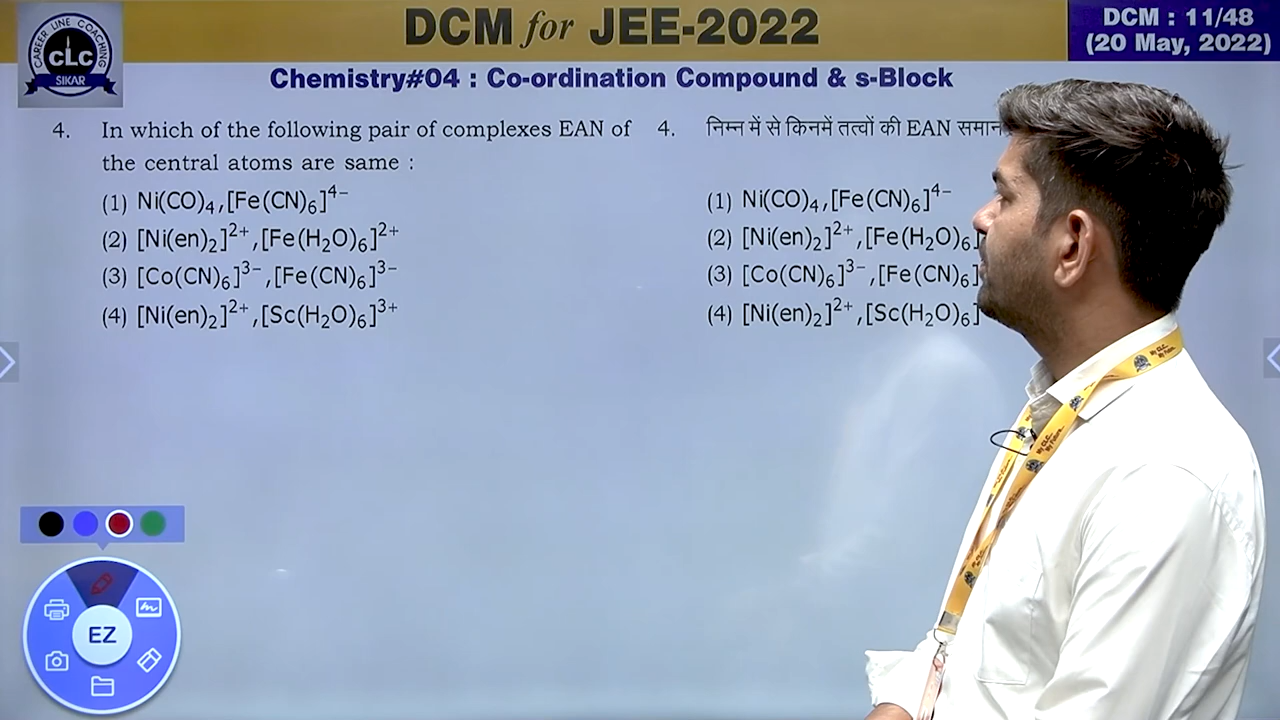 DCM for JEE-2022
DCM : 11/48
(20 May, 2022)
CAREER LINE COACHING
CLC
SIKAR
Chemistry#04 : Co-ordination Compound & s-Block
4. In which of the following pair of complexes EAN of
the central atoms are same :
(1) Ni(CO)₄,[Fe(CN)₆]⁴⁻
(2) [Ni(en)₂]²⁺,[Fe(H₂O)₆]²⁺
(3) [Co(CN)₆]³⁻,[Fe(CN)₆]³⁻
(4) [Ni(en)₂]²⁺,[Sc(H₂O)₆]³⁺
4. निम्न में से किनमें तत्वों की EAN समान
(1) Ni(CO)₄,[Fe(CN)₆]⁴⁻
(2) [Ni(en)₂]²⁺,[Fe(H₂O)₆]
(3) [Co(CN)₆]³⁻,[Fe(CN)₆]
(4) [Ni(en)₂]²⁺,[Sc(H₂O)₆]
EZ
My CLC,
My Future..